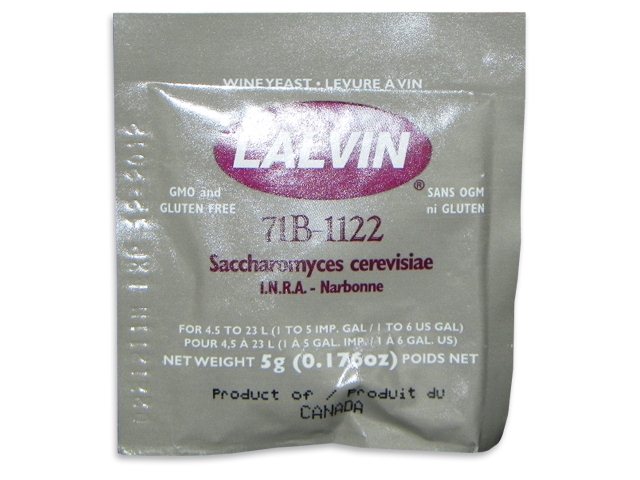 WINE YEAST • LEVURE À VIN
LALVIN®
GMO and
GLUTEN FREE
SANS OGM
ni GLUTEN
71B-1122
Saccharomyces cerevisiae
I.N.R.A. - Narbonne
FOR 4.5 TO 23 L (1 TO 5 IMP. GAL / 1 TO 6 US GAL)
POUR 4,5 À 23 L (1 À 5 GAL. IMP. / 1 À 6 GAL. US)
NET WEIGHT 5g (0.176oz) POIDS NET
Product of / Produit du
CANADA